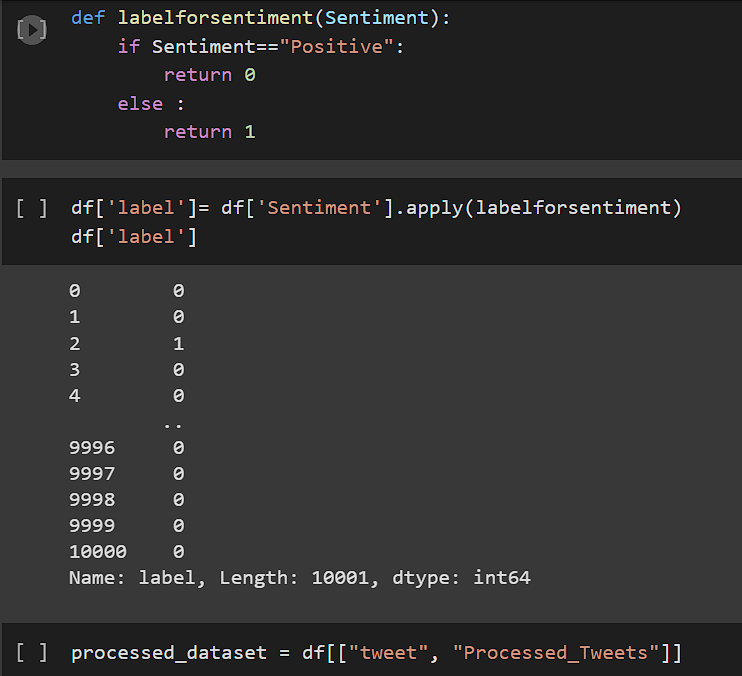 def labelforsentiment(Sentiment):
    if Sentiment=="Positive":
        return 0
    else :
        return 1
[ ] df['label']= df['Sentiment'].apply(labelforsentiment)
df['label']
0        0
1        0
2        1
3        0
4        0
        ..
9996     0
9997     0
9998     0
9999     0
10000    0
Name: label, Length: 10001, dtype: int64
[ ] processed_dataset = df[["tweet", "Processed_Tweets"]]